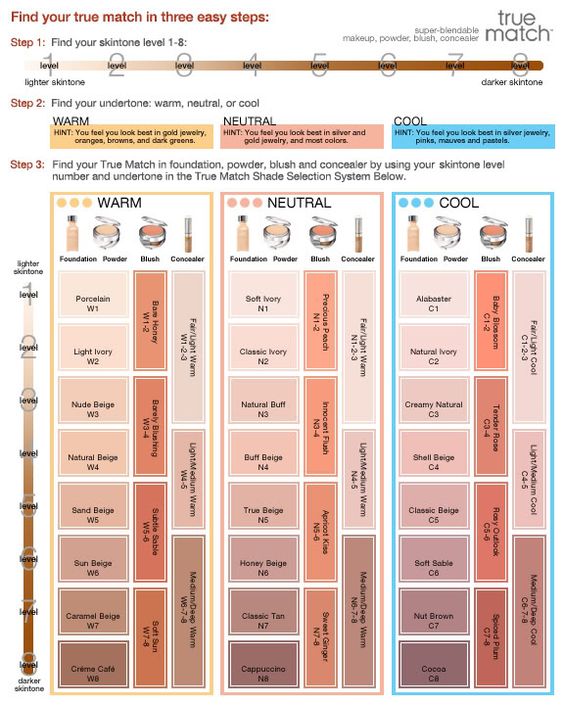 Find your true match in three easy steps:
super-blendable
makeup, powder, blush, concealer
true
match™
Step 1: Find your skintone level 1-8:
1 2 3 4 5 6 7 8
level level level level level level level level
lighter skintone
darker skintone
Step 2: Find your undertone: warm, neutral, or cool
WARM
HINT: You feel you look best in gold jewelry,
oranges, browns, and dark greens.
NEUTRAL
HINT: You feel you look best in silver and
gold jewelry, and most colors.
COOL
HINT: You feel you look best in silver jewelry,
pinks, mauves and pastels.
Step 3: Find your True Match in foundation, powder, blush and concealer by using your skintone level
number and undertone in the True Match Shade Selection System Below.
lighter
skintone
1
level
2
level
3
level
4
level
5
level
6
level
7
level
8
level
darker
skintone
WARM
Foundation Powder Blush Concealer
Porcelain
W1
Light Ivory
W2
Nude Beige
W3
Natural Beige
W4
Sand Beige
W5
Sun Beige
W6
Caramel Beige
W7
Créme Café
W8
Bare Honey
W1-2
Barely Blushing
W3-4
Subtle Sable
W5-6
Soft Sun
W7-8
Fair/Light Warm
W1-2-3
Light/Medium Warm
W4-5
Medium/Deep Warm
W6-7-8
NEUTRAL
Foundation Powder Blush Concealer
Soft Ivory
N1
Classic Ivory
N2
Natural Buff
N3
Buff Beige
N4
True Beige
N5
Honey Beige
N6
Classic Tan
N7
Cappuccino
N8
Precious Peach
N1-2
Innocent Flush
N3-4
Apricot Kiss
N5-6
Sweet Ginger
N7-8
Fair/Light Warm
N1-2-3
Light/Medium Warm
N4-5
Medium/Deep Warm
N6-7-8
COOL
Foundation Powder Blush Concealer
Alabaster
C1
Natural Ivory
C2
Creamy Natural
C3
Shell Beige
C4
Classic Beige
C5
Soft Sable
C6
Nut Brown
C7
Cocoa
C8
Baby Blossom
C1-2
Tender Rose
C3-4
Rosy Outlook
C5-6
Spiced Plum
C7-8
Fair/Light Cool
C1-2-3
Light/Medium Cool
C4-5
Medium/Deep Cool
C6-7-8